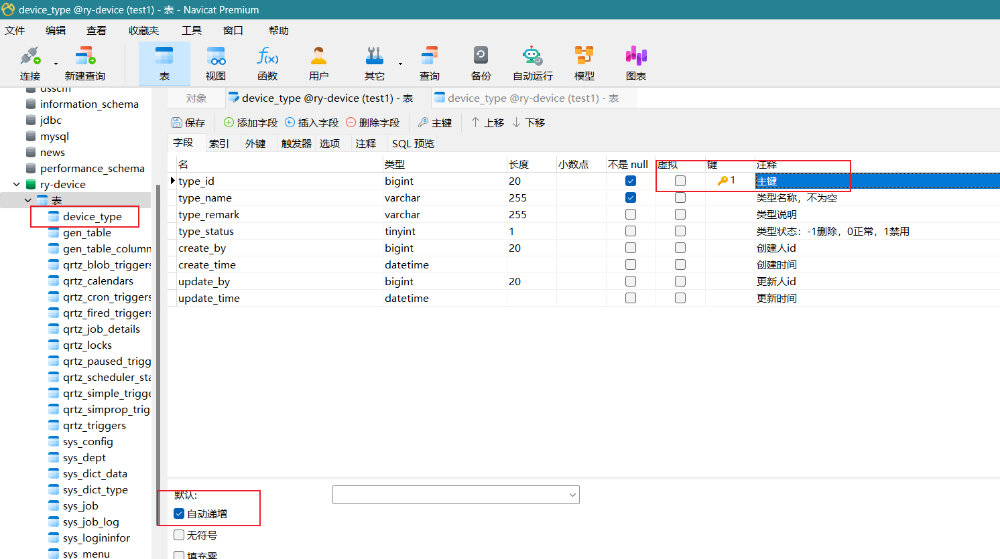 device_type @ry-device (test1) - 表 - Navicat Premium
文件 编辑 查看 收藏夹 工具 窗口 帮助
连接 新建查询 表 视图 函数 用户 其它 查询 备份 自动运行 模型 图表
dsscm
information_schema
jdbc
mysql
news
performance_schema
ry-device
表
device_type
gen_table
gen_table_column
qrtz_blob_triggers
qrtz_calendars
qrtz_cron_triggers
qrtz_fired_triggers
qrtz_job_details
qrtz_locks
qrtz_paused_trigg
qrtz_scheduler_sta
qrtz_simple_trigge
qrtz_simprop_trig
qrtz_triggers
sys_config
sys_dept
sys_dict_data
sys_dict_type
sys_job
sys_job_log
sys_logininfor
sys_menu
对象 device_type @ry-device (test1) - 表 device_type @ry-device (test1) - 表
保存 添加字段 插入字段 删除字段 主键 上移 下移
字段 索引 外键 触发器 选项 注释 SQL 预览
名 类型 长度 小数点 不是 null 虚拟 键 注释
type_id bigint 20 1 主键
type_name varchar 255 类型名称，不为空
type_remark varchar 255 类型说明
type_status tinyint 1 类型状态：-1删除，0正常，1禁用
create_by bigint 20 创建人id
create_time datetime 创建时间
update_by bigint 20 更新人id
update_time datetime 更新时间
默认:
自动递增
无符号
填充零